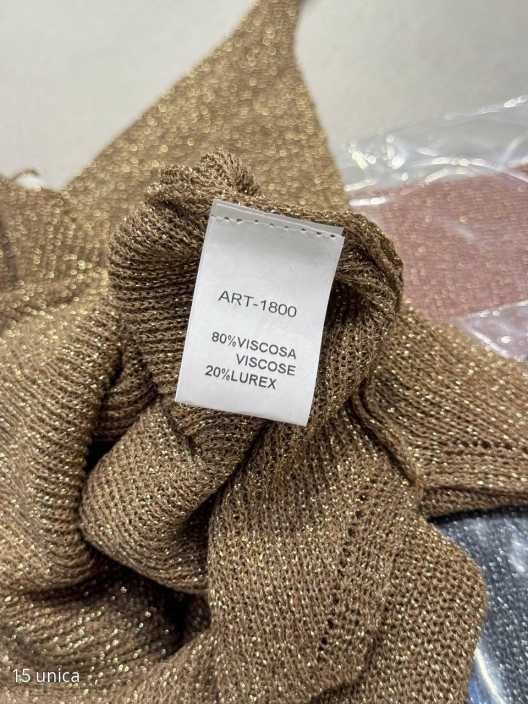 ART-1800
80%VISCOSA
VISCOSE
20%LUREX
15 unica